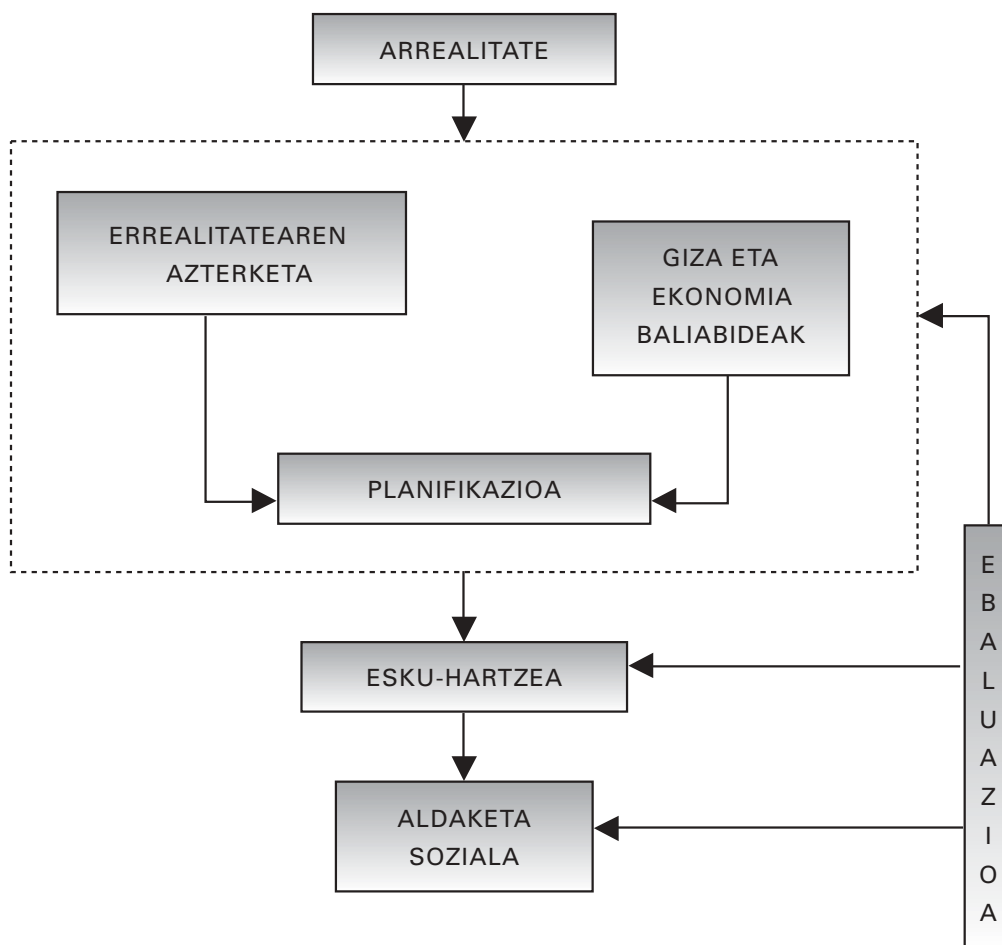 ARREALITATE
ERREALITATEAREN
AZTERKETA
GIZA ETA
EKONOMIA
BALIABIDEAK
PLANIFIKAZIOA
ESKU-HARTZEA
ALDAKETA
SOZIALA
E
B
A
L
U
A
Z
I
O
A